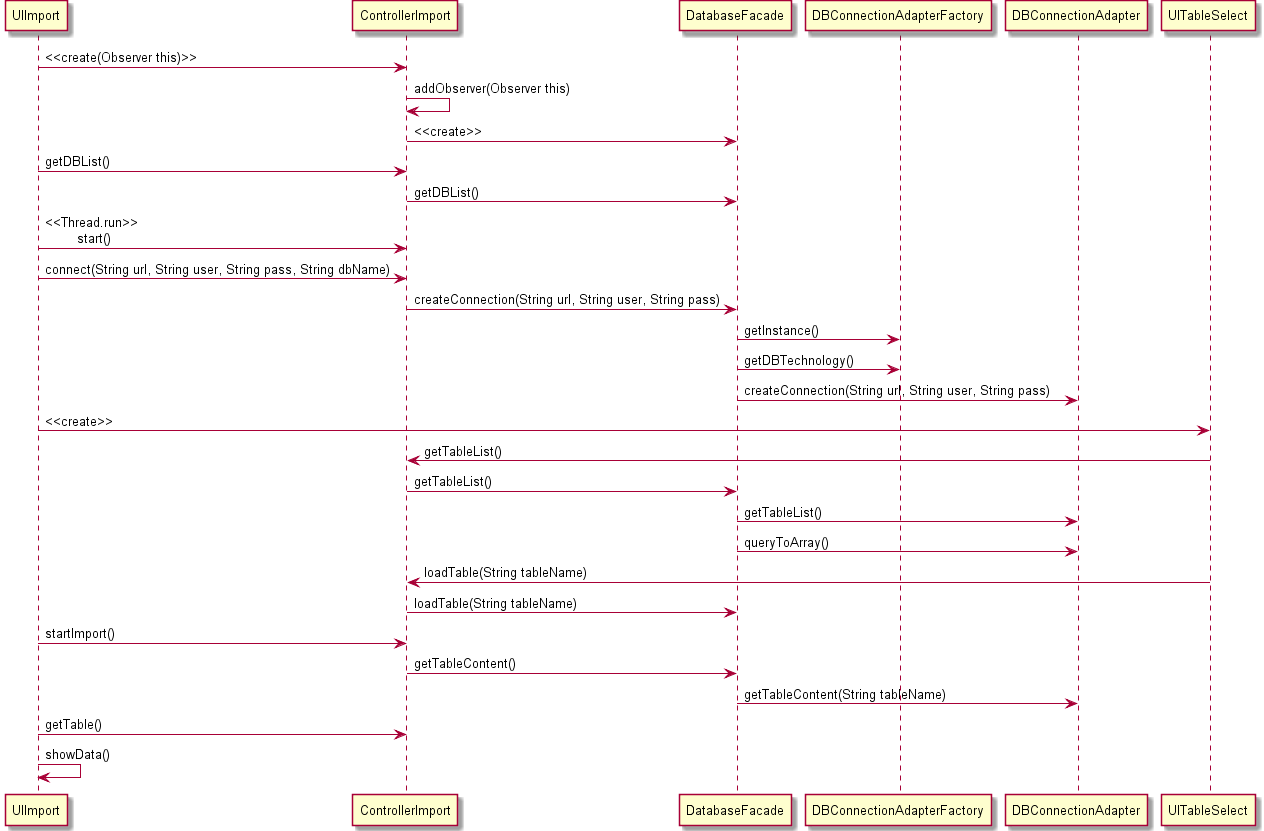 UIImport
ControllerImport
DatabaseFacade
DBConnectionAdapterFactory
DBConnectionAdapter
UITableSelect
<<create(Observer this)>>
addObserver(Observer this)
<<create>>
getDBList()
getDBList()
<<Thread.run>>
start()
connect(String url, String user, String pass, String dbName)
createConnection(String url, String user, String pass)
getInstance()
getDBTechnology()
createConnection(String url, String user, String pass)
<<create>>
getTableList()
getTableList()
getTableList()
queryToArray()
loadTable(String tableName)
loadTable(String tableName)
startImport()
getTableContent()
getTableContent(String tableName)
getTable()
showData()
UIImport
ControllerImport
DatabaseFacade
DBConnectionAdapterFactory
DBConnectionAdapter
UITableSelect